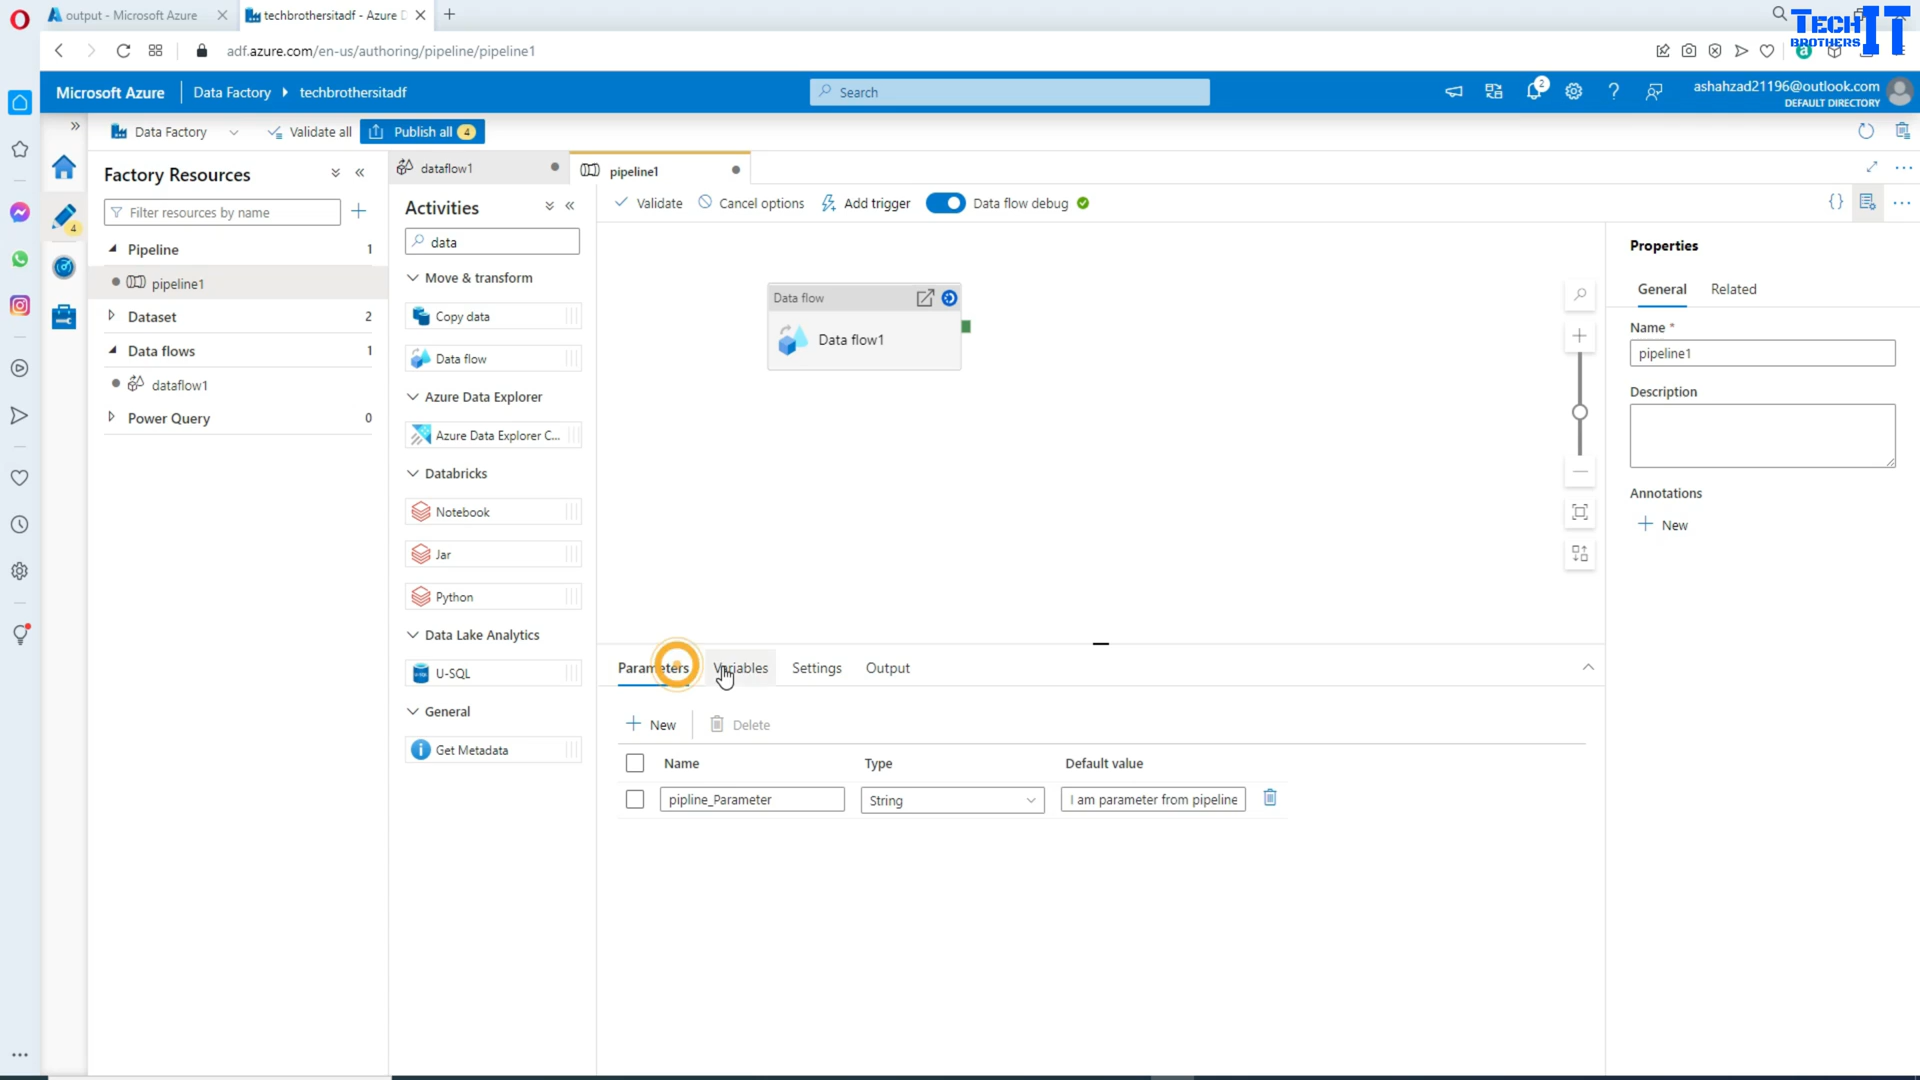 output - Microsoft Azure
techbrothersitadf - Azure D
TECH IT
BROTHERS
adf.azure.com/en-us/authoring/pipeline/pipeline1
Microsoft Azure
Data Factory
techbrothersitadf
Search
2
ashahzad21196@outlook.com
DEFAULT DIRECTORY
Data Factory
Validate all
Publish all
4
Factory Resources
dataflow1
pipeline1
Filter resources by name
4
Pipeline
1
pipeline1
Dataset
2
Data flows
1
dataflow1
Power Query
0
Activities
data
Move & transform
Copy data
Data flow
Azure Data Explorer
Azure Data Explorer C...
Databricks
Notebook
Jar
Python
Data Lake Analytics
U-SQL
General
Get Metadata
Validate
Cancel options
Add trigger
Data flow debug
Data flow
Data flow1
Parameters
Variables
Settings
Output
New
Delete
Name
Type
Default value
pipline_Parameter
String
I am parameter from pipeline
Properties
General
Related
Name *
pipeline1
Description
Annotations
New